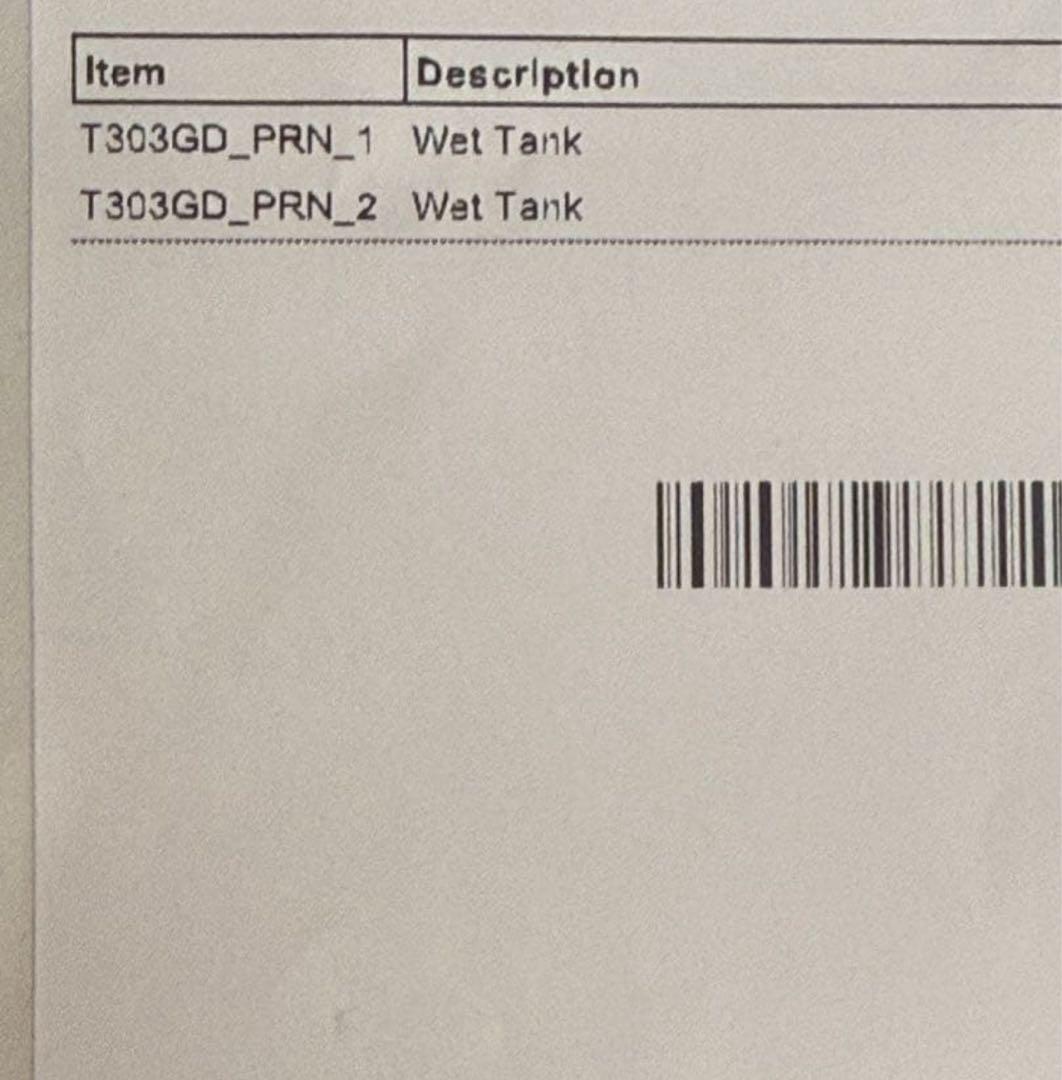 Item Description
T303GD_PRN_1 Wet Tank
T303GD_PRN_2 Wet Tank